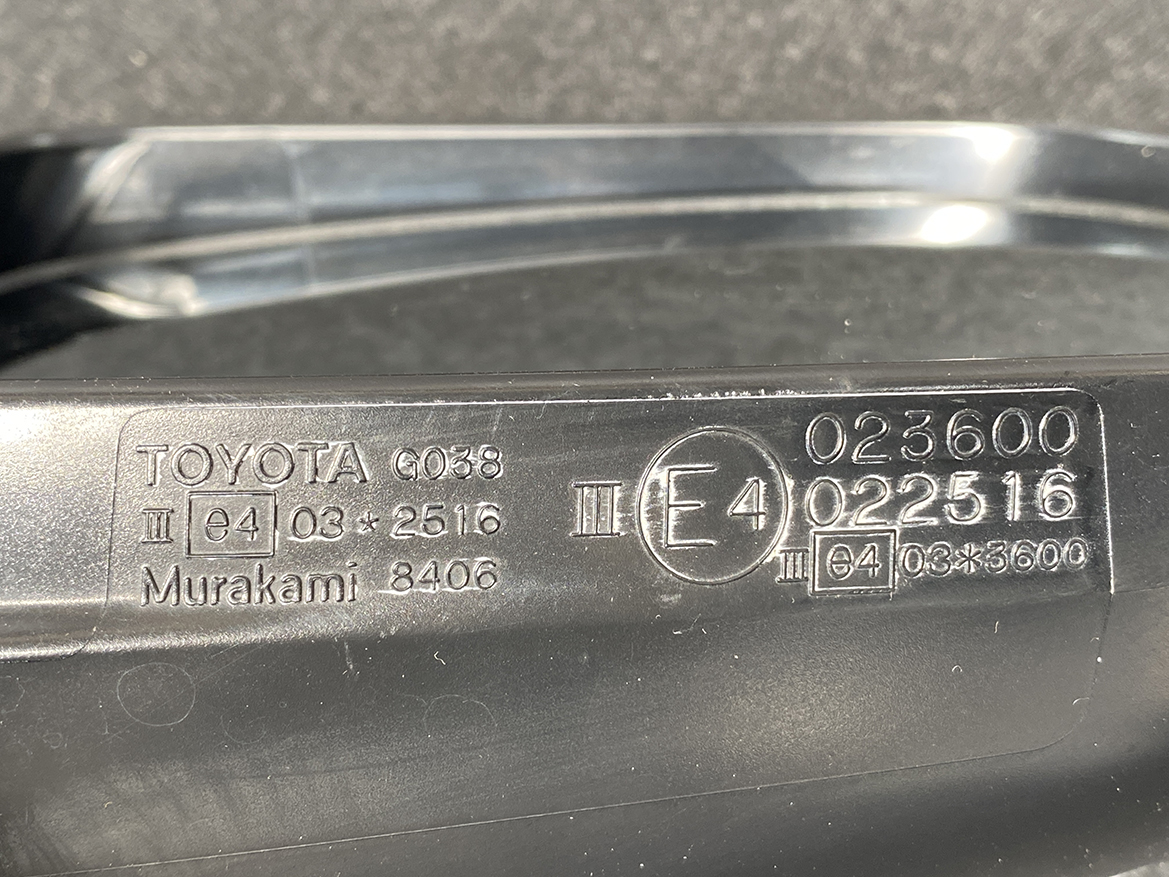 TOYOTA G038
III e4 03*2516
Murakami 8406
III E4 023600
022516
III e4 03*3600